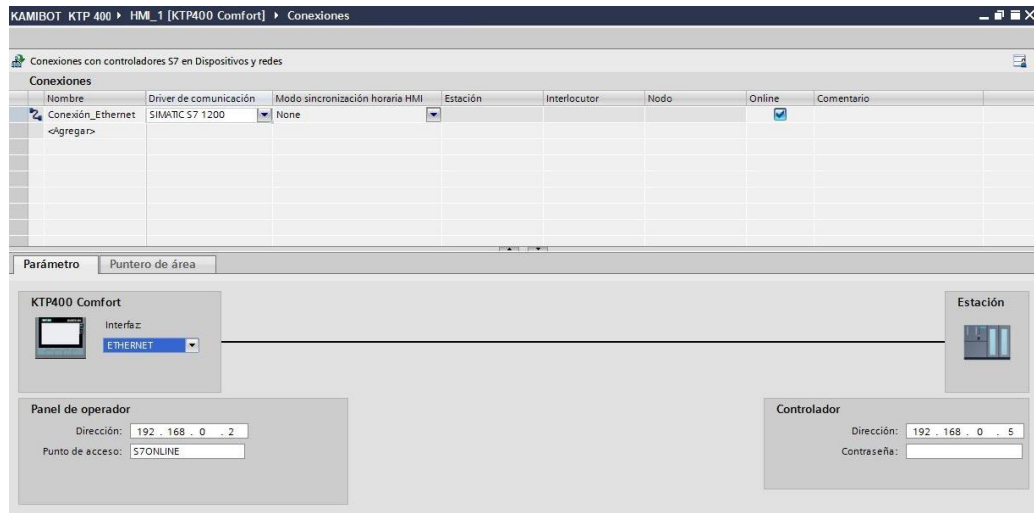 KAMIBOT KTP 400 ▸ HMI_1 [KTP400 Comfort] ▸ Conexiones
Conexiones con controladores S7 en Dispositivos y redes
Conexiones
Nombre Driver de comunicación Modo sincronización horaria HMI Estación Interlocutor Nodo Online Comentario
Conexión_Ethernet SIMATIC S7 1200 None
<Agregar>
Parámetro Puntero de área
KTP400 Comfort Estación
Interfaz:
ETHERNET
Panel de operador Controlador
Dirección: 192 . 168 . 0 . 2 Dirección: 192 . 168 . 0 . 5
Punto de acceso: S7ONLINE Contraseña: